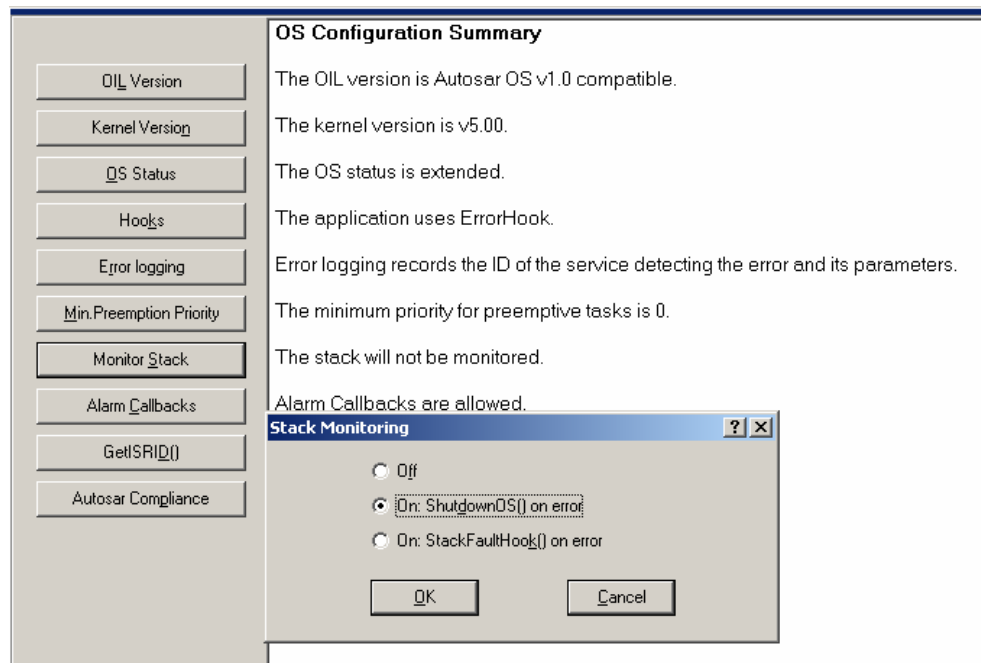 OS Configuration Summary
OIL Version
The OIL version is Autosar OS v1.0 compatible.
Kernel Version
The kernel version is v5.00.
OS Status
The OS status is extended.
Hooks
The application uses ErrorHook.
Error logging
Error logging records the ID of the service detecting the error and its parameters.
Min.Preemption Priority
The minimum priority for preemptive tasks is 0.
Monitor Stack
The stack will not be monitored.
Alarm Callbacks
Alarm Callbacks are allowed.
GetISRID()
Autosar Compliance
Stack Monitoring
Off
On: ShutdownOS() on error
On: StackFaultHook() on error
OK
Cancel